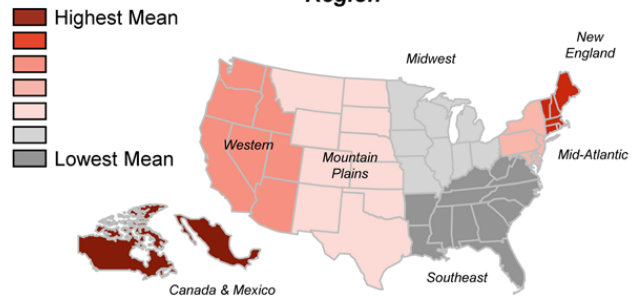 Region
Highest Mean
Lowest Mean
Midwest
New
England
Western
Mountain
Plains
Mid-Atlantic
Southeast
Canada & Mexico